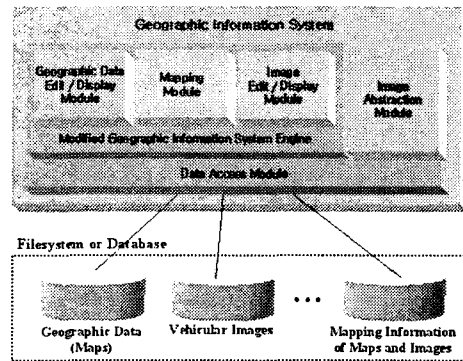 Geographic Information System
Geographic Data
Edit / Display
Module
Mapping
Module
Image
Edit / Display
Module
Image
Abstraction
Module
Modified Geographic Information System Engine
Data Access Module
Filesystem or Database
Geographic Data
(Maps)
Vehicular Images
• • •
Mapping Information
of Maps and Images